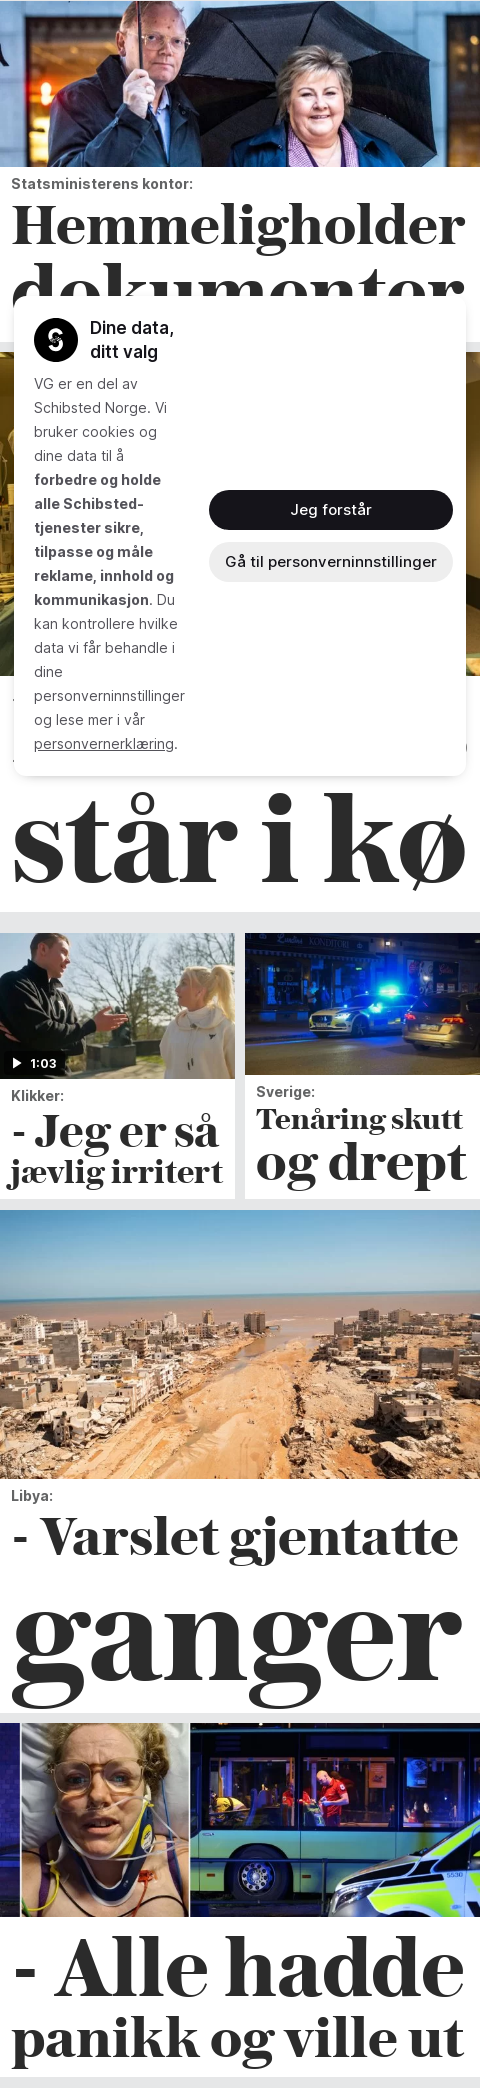 Statsministerens kontor:
Hemmeligholder
dokumenter
Dine data,
ditt valg
VG er en del av
Schibsted Norge. Vi
bruker cookies og
dine data til å
forbedre og holde
alle Schibsted-
tjenester sikre,
tilpasse og måle
reklame, innhold og
kommunikasjon. Du
kan kontrollere hvilke
data vi får behandle i
dine
personverninnstillinger
og lese mer i vår
personvernerklæring.
Jeg forstår
Gå til personverninnstillinger
står i kø
1:03
Klikker:
- Jeg er så
jævlig irritert
KONDITORI
Sverige:
Tenåring skutt
og drept
Libya:
- Varslet gjentatte
ganger
5530
- Alle hadde
panikk og ville ut